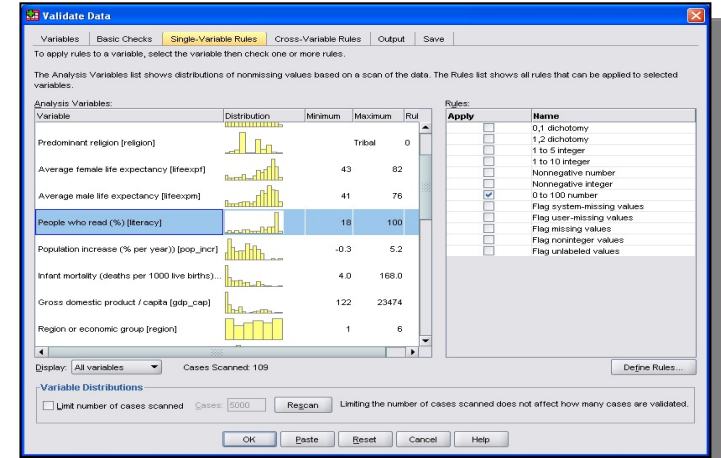 Validate Data
Variables Basic Checks Single-Variable Rules Cross-Variable Rules Output Save
To apply rules to a variable, select the variable then check one or more rules.
The Analysis Variables list shows distributions of nonmissing values based on a scan of the data. The Rules list shows all rules that can be applied to selected
variables.
Analysis Variables:
Variable Distribution Minimum Maximum Rul
Predominant religion [religion] Tribal 0
Average female life expectancy [lifeexpf] 43 82
Average male life expectancy [lifeexpm] 41 76
People who read (%) [literacy] 18 100
Population increase (% per year)) [pop_incr] -0.3 5.2
Infant mortality (deaths per 1000 live births)... 4.0 168.0
Gross domestic product / capita [gdp_cap] 122 23474
Region or economic group [region] 1 6
Rules:
Apply Name
0,1 dichotomy
1,2 dichotomy
1 to 5 integer
1 to 10 integer
Nonnegative number
Nonnegative integer
0 to 100 number
Flag system-missing values
Flag user-missing values
Flag missing values
Flag noninteger values
Flag unlabeled values
Display: All variables Cases Scanned: 109
Define Rules...
Variable Distributions
Limit number of cases scanned Cases: 5000 Rescan Limiting the number of cases scanned does not affect how many cases are validated.
OK Paste Reset Cancel Help